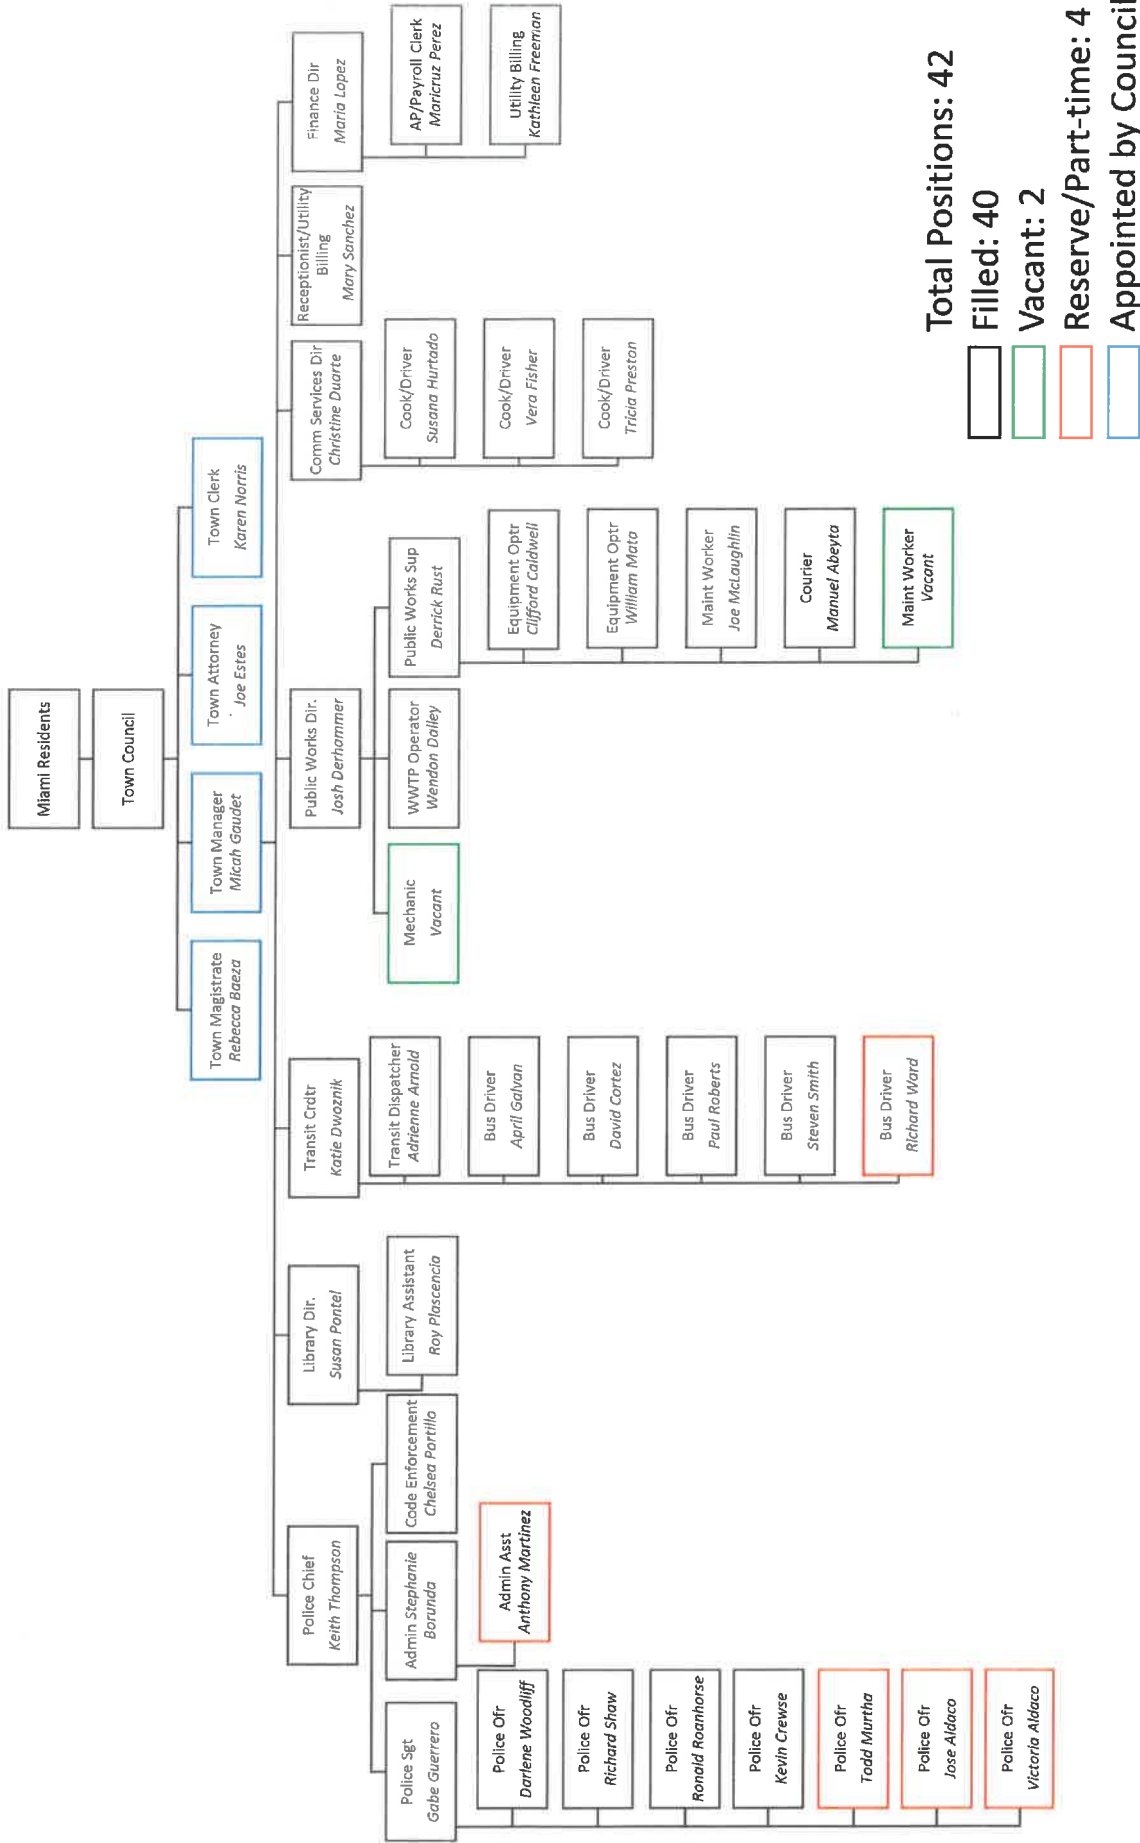 Miami Residents
Town Council
Town Magistrate
Rebecca Baeza
Town Manager
Micah Gaudet
Town Attorney
Joe Estes
Town Clerk
Karen Norris
Police Chief
Keith Thompson
Library Dir.
Susan Pontel
Transit Crdtr
Katie Dwoznik
Public Works Dir.
Josh Derhammer
Comm Services Dir
Christine Duarte
Receptionist/Utility
Billing
Mary Sanchez
Finance Dir
Maria Lopez
Police Sgt
Gabe Guerrero
Admin Stephanie
Borunda
Code Enforcement
Chelsea Portillo
Police Ofr
Darlene Woodliff
Police Ofr
Richard Shaw
Police Ofr
Ronald Roanhorse
Police Ofr
Kevin Crewse
Police Ofr
Todd Murtha
Police Ofr
Jose Aldaco
Police Ofr
Victoria Aldaco
Admin Asst
Anthony Martinez
Library Assistant
Roy Plascencia
Transit Dispatcher
Adrienne Arnold
Bus Driver
April Galvan
Bus Driver
David Cortez
Bus Driver
Paul Roberts
Bus Driver
Steven Smith
Bus Driver
Richard Ward
Mechanic
Vacant
WWTP Operator
Wendon Dalley
Public Works Sup
Derrick Rust
Equipment Optr
Clifford Caldwell
Equipment Optr
William Mata
Maint Worker
Joe McLaughlin
Courier
Manuel Abeyta
Maint Worker
Vacant
Cook/Driver
Susana Hurtado
Cook/Driver
Vera Fisher
Cook/Driver
Tricia Preston
AP/Payroll Clerk
Maricruz Perez
Utility Billing
Kathleen Freeman
Total Positions: 42
Filled: 40
Vacant: 2
Reserve/Part-time: 4
Appointed by Council